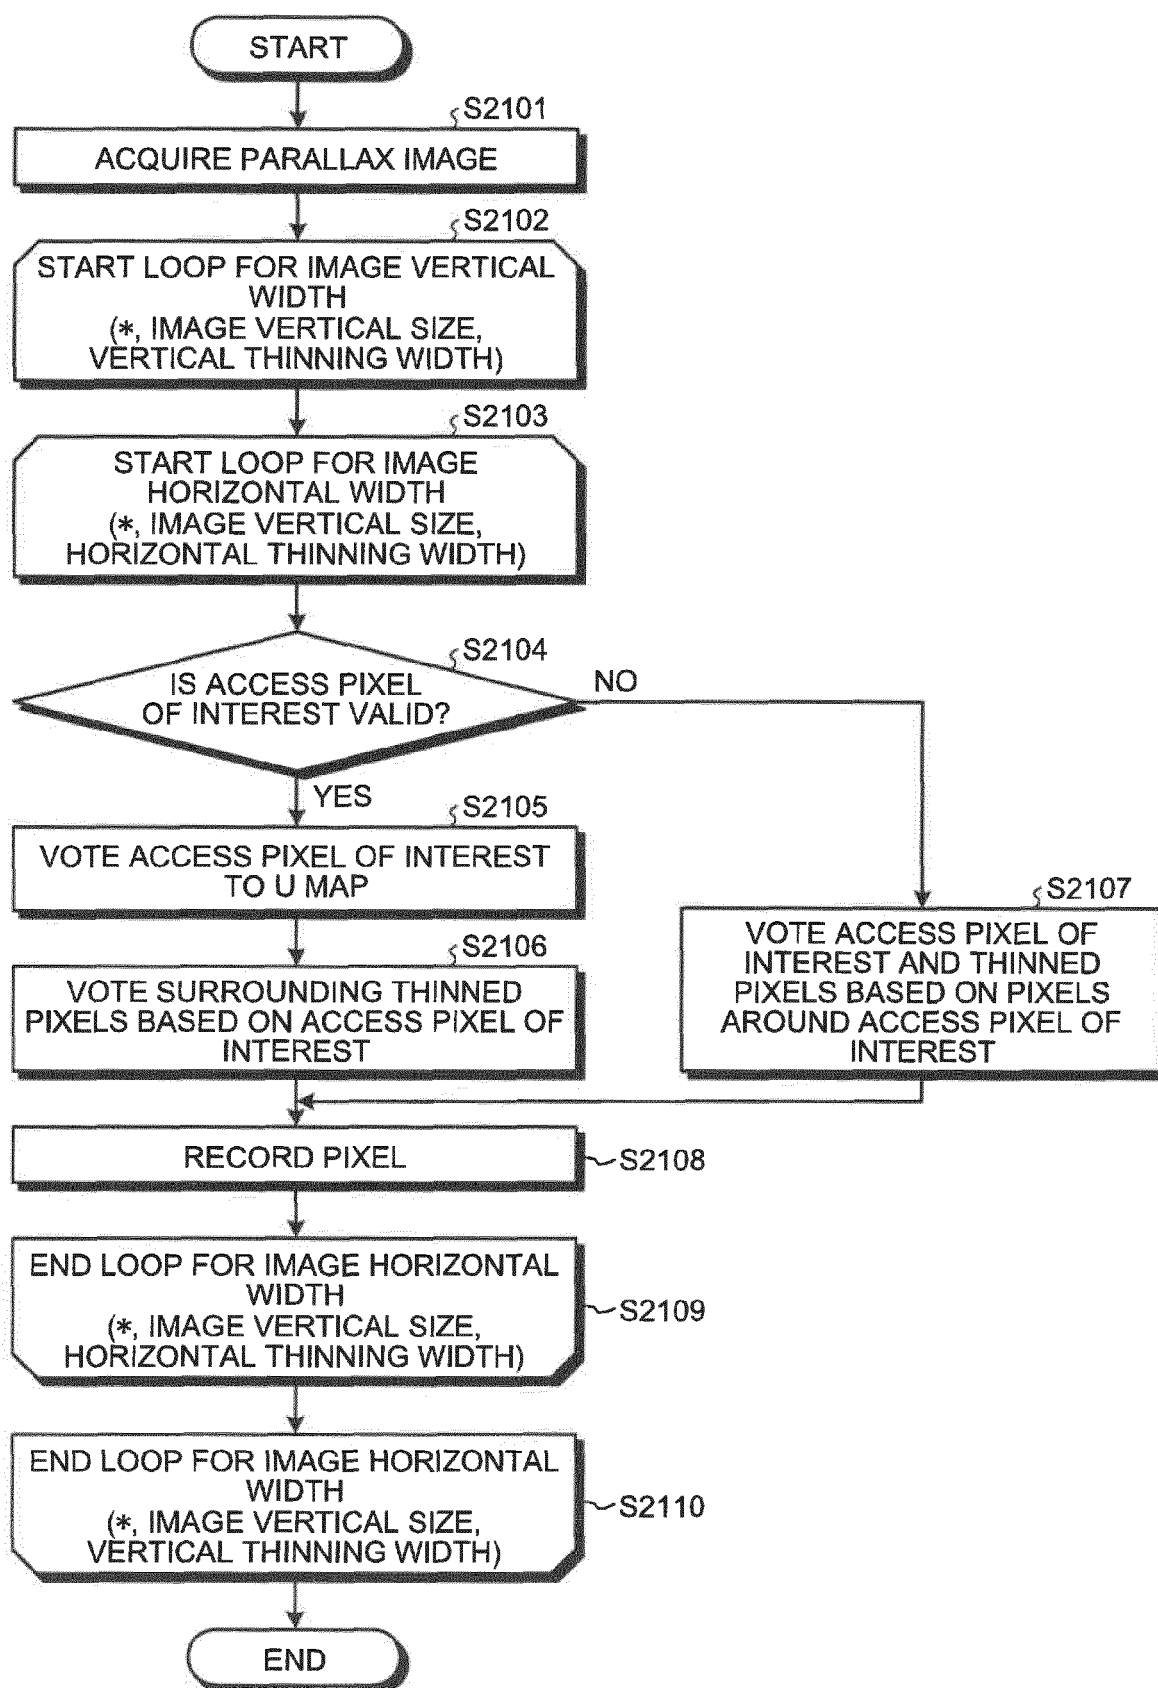 START
S2101
ACQUIRE PARALLAX IMAGE
S2102
START LOOP FOR IMAGE VERTICAL
WIDTH
(*, IMAGE VERTICAL SIZE,
VERTICAL THINNING WIDTH)
S2103
START LOOP FOR IMAGE
HORIZONTAL WIDTH
(*, IMAGE VERTICAL SIZE,
HORIZONTAL THINNING WIDTH)
S2104
IS ACCESS PIXEL
OF INTEREST VALID?
NO
YES
S2105
VOTE ACCESS PIXEL OF INTEREST
TO U MAP
S2106
VOTE SURROUNDING THINNED
PIXELS BASED ON ACCESS PIXEL OF
INTEREST
S2107
VOTE ACCESS PIXEL OF
INTEREST AND THINNED
PIXELS BASED ON PIXELS
AROUND ACCESS PIXEL OF
INTEREST
RECORD PIXEL
S2108
END LOOP FOR IMAGE HORIZONTAL
WIDTH
(*, IMAGE VERTICAL SIZE,
HORIZONTAL THINNING WIDTH)
S2109
END LOOP FOR IMAGE HORIZONTAL
WIDTH
(*, IMAGE VERTICAL SIZE,
VERTICAL THINNING WIDTH)
S2110
END